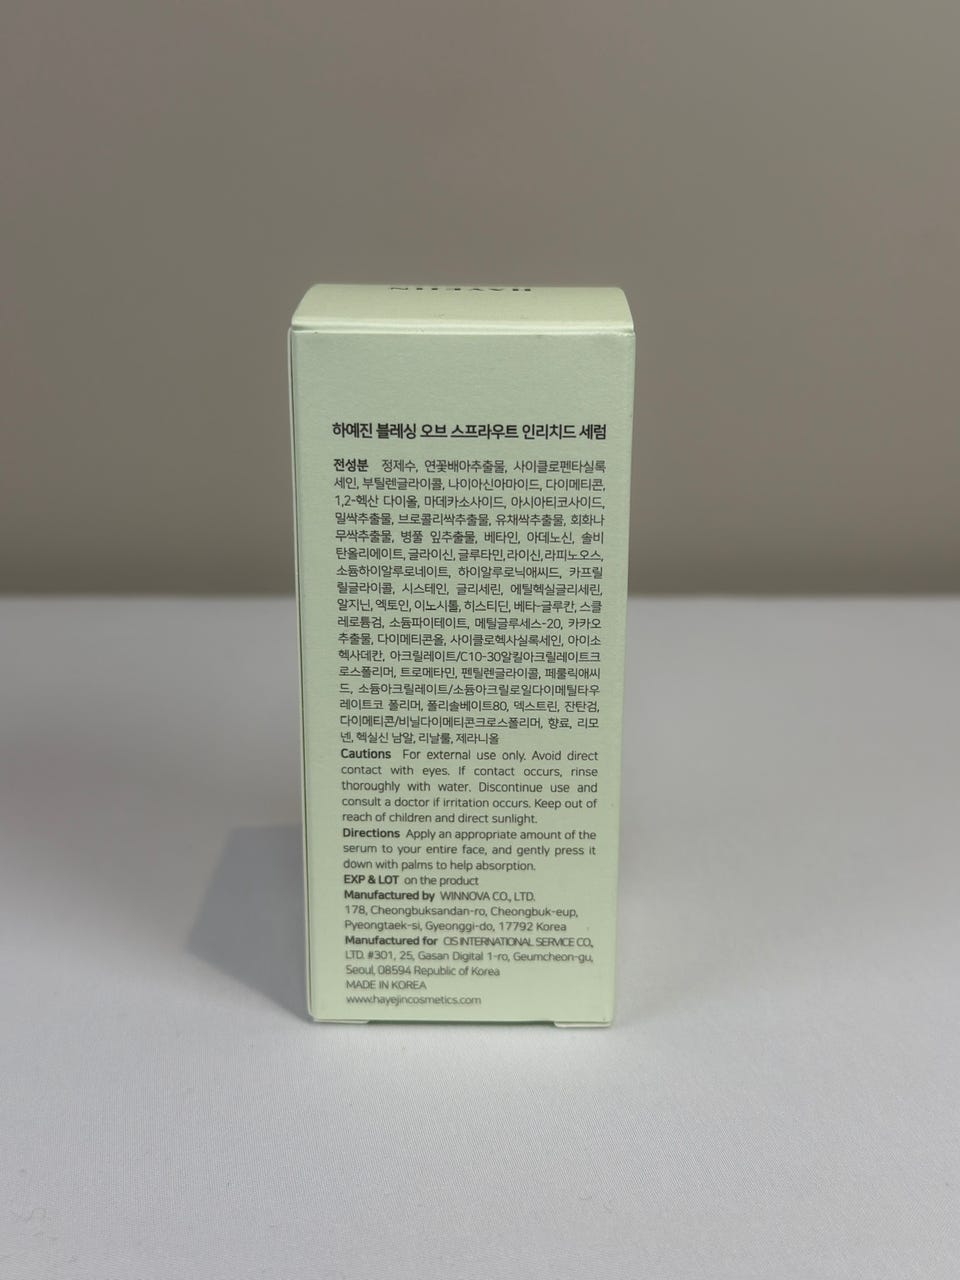 HAYEJIN
하예진 블레싱 오브 스프라우트 인리치드 세럼
전성분 정제수, 연꽃배아추출물, 사이클로펜타실록
세인, 부틸렌글라이콜, 나이아신아마이드, 다이메티콘,
1,2-헥산 다이올, 마데카소사이드, 아시아티코사이드,
밀싹추출물, 브로콜리싹추출물, 유채싹추출물, 회화나
무싹추출물, 병풀 잎추출물, 베타인, 아데노신, 솔비
탄올리에이트, 글라이신, 글루타민, 라이신, 라피노오스,
소듐하이알루로네이트, 하이알루로닉애씨드, 카프릴
릴글라이콜, 시스테인, 글리세린, 에틸헥실글리세린,
알지닌, 엑토인, 이노시톨, 히스티딘, 베타-글루칸, 스클
레로튬검, 소듐파이테이트, 메틸글루세스-20, 카카오
추출물, 다이메티콘올, 사이클로헥사실록세인, 아이소
헥사데칸, 아크릴레이트/C10-30알킬아크릴레이트크
로스폴리머, 트로메타민, 펜틸렌글라이콜, 페룰릭애씨
드, 소듐아크릴레이트/소듐아크릴로일다이메틸타우
레이트코 폴리머, 폴리솔베이트80, 덱스트린, 잔탄검,
다이메티콘/비닐다이메티콘크로스폴리머, 향료, 리모
넨, 헥실신 남알, 리날룰, 제라니올
Cautions For external use only. Avoid direct
contact with eyes. If contact occurs, rinse
thoroughly with water. Discontinue use and
consult a doctor if irritation occurs. Keep out of
reach of children and direct sunlight.
Directions Apply an appropriate amount of the
serum to your entire face, and gently press it
down with palms to help absorption.
EXP & LOT on the product
Manufactured by WINNOVA CO., LTD.
178, Cheongbuksandan-ro, Cheongbuk-eup,
Pyeongtaek-si, Gyeonggi-do, 17792 Korea
Manufactured for CIS INTERNATIONAL SERVICE CO.,
LTD. #301, 25, Gasan Digital 1-ro, Geumcheon-gu,
Seoul, 08594 Republic of Korea
MADE IN KOREA
www.hayejincosmetics.com